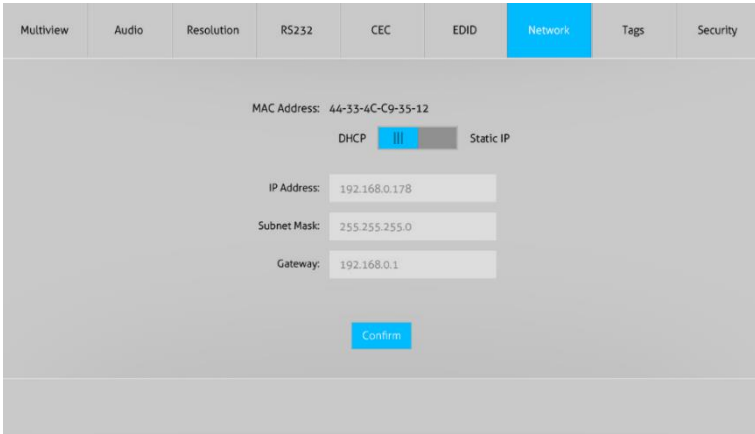 Multiview Audio Resolution RS232 CEC EDID Network Tags Security
MAC Address: 44-33-4C-C9-35-12
DHCP Static IP
IP Address: 192.168.0.178
Subnet Mask: 255.255.255.0
Gateway: 192.168.0.1
Confirm